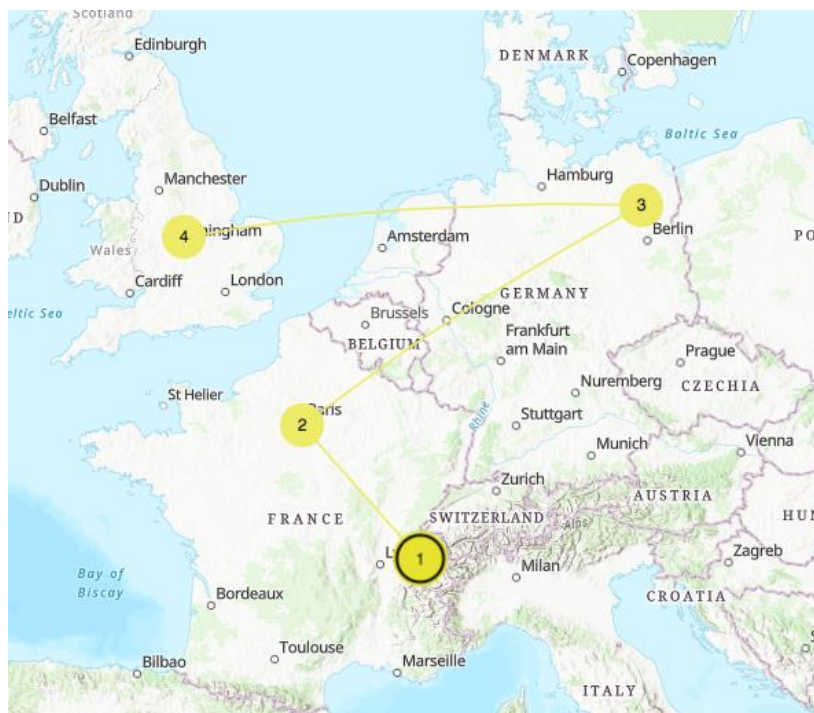 Scotland
Edinburgh
DENMARK
Copenhagen
Belfast
Baltic Sea
Manchester
Hamburg
Dublin
3
4
Wales
Amsterdam
Berlin
Cardiff
London
GERMANY
Brussels
Cologne
BELGIUM
Frankfurt
am Main
Prague
CZECHIA
St Helier
Nuremberg
2
Rhine
Stuttgart
Munich
Vienna
Zurich
FRANCE
SWITZERLAND
Alps
AUSTRIA
1
Milan
Zagreb
Bay of
Biscay
CROATIA
Bordeaux
Toulouse
Marseille
Bilbao
ITALY